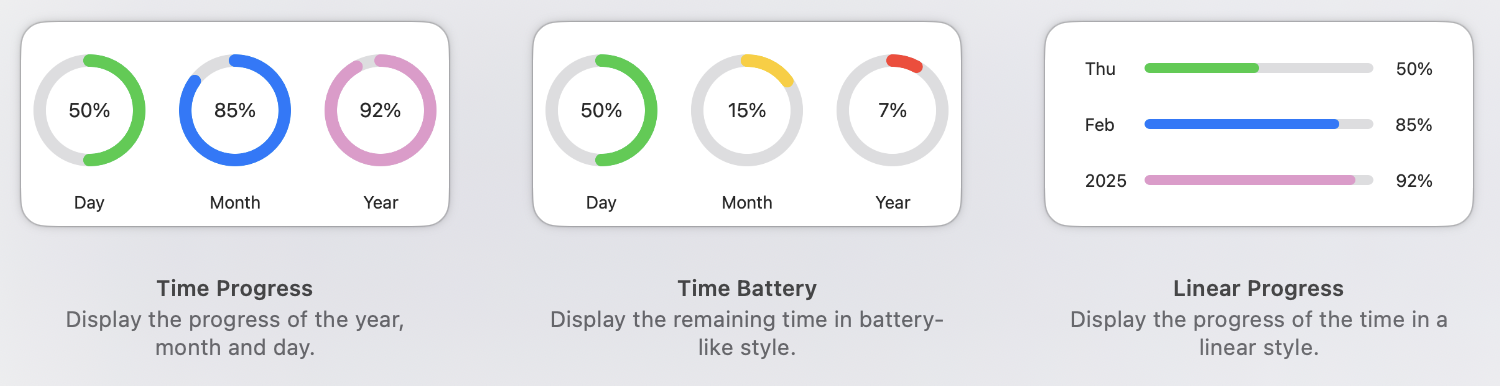 50%
85%
92%
Day
Month
Year
Time Progress
Display the progress of the year,
month and day.
50%
15%
7%
Day
Month
Year
Time Battery
Display the remaining time in battery-
like style.
Thu
50%
Feb
85%
2025
92%
Linear Progress
Display the progress of the time in a
linear style.